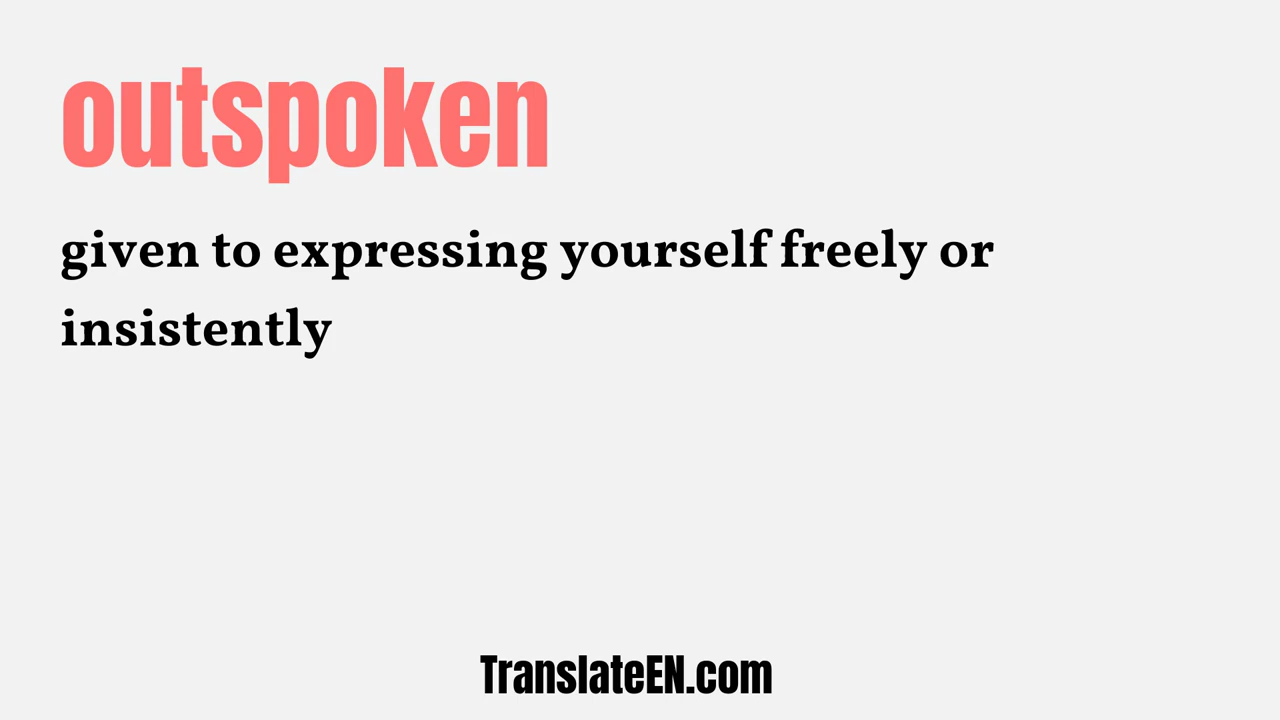 outspoken
given to expressing yourself freely or
insistently
TranslateEN.com